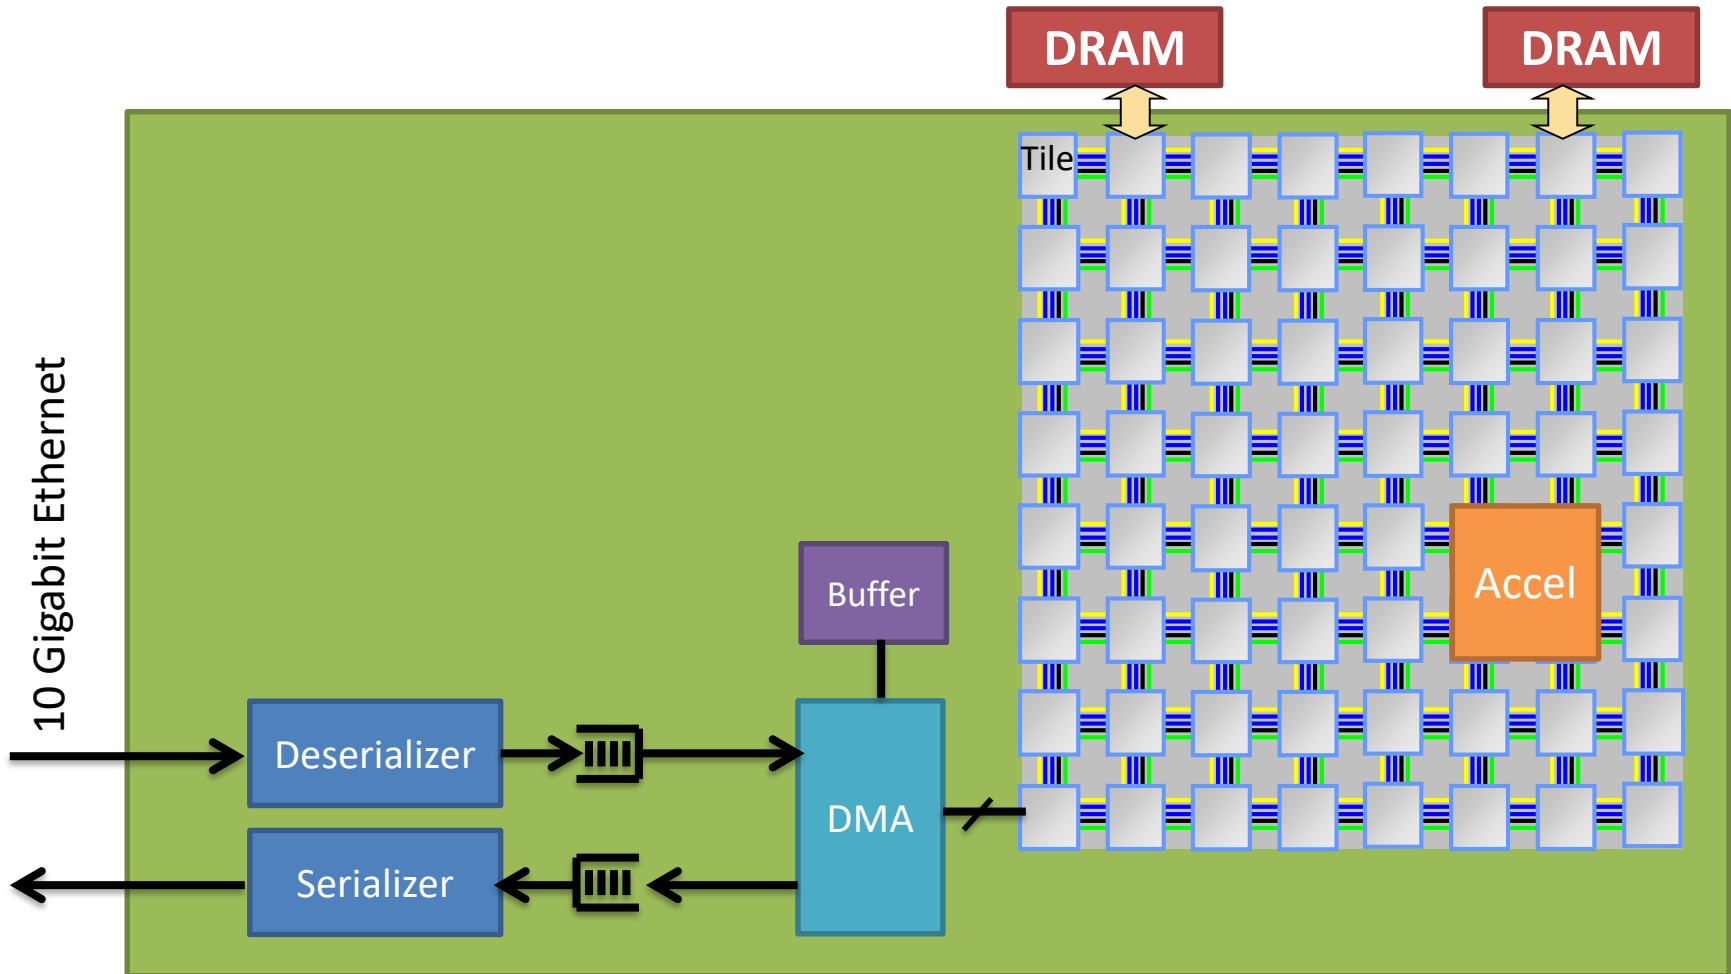 DRAM
DRAM
Tile
10 Gigabit Ethernet
Buffer
Accel
Deserializer
DMA
Serializer